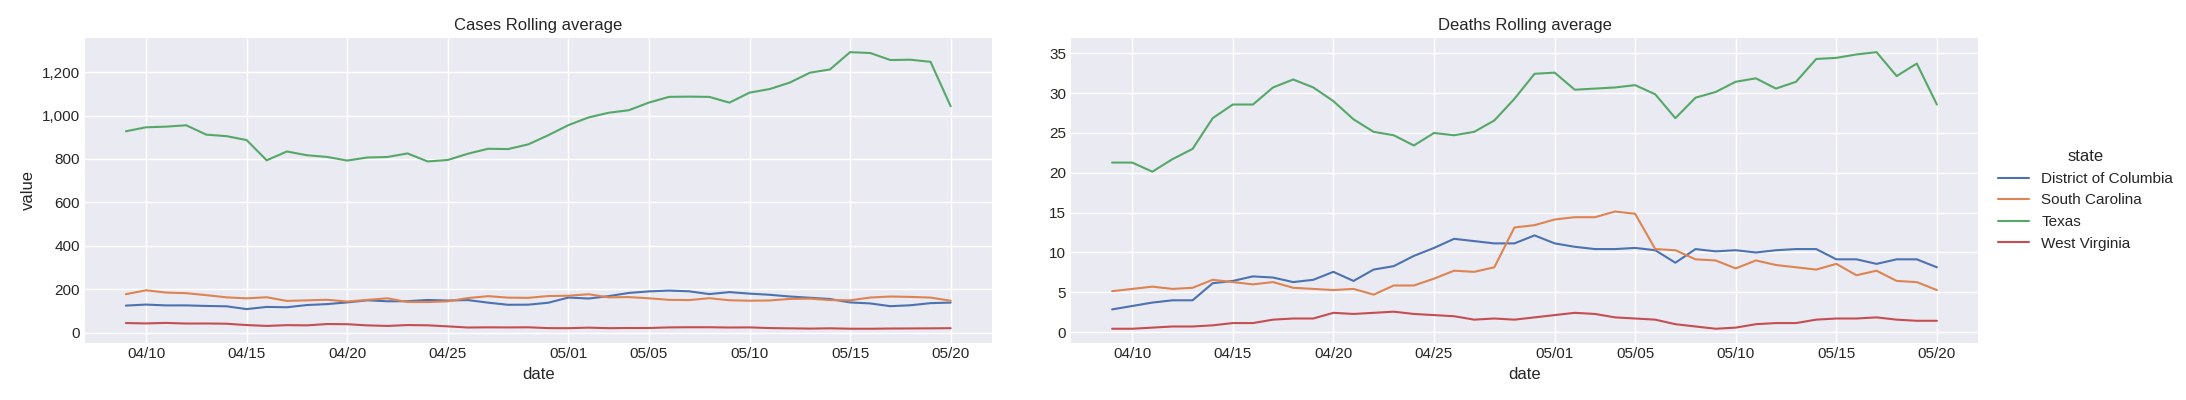 Cases Rolling average
1,200
1,000
800
600
400
200
0
value
04/10 04/15 04/20 04/25 05/01 05/05 05/10 05/15 05/20
date
Deaths Rolling average
35
30
25
20
15
10
5
0
04/10 04/15 04/20 04/25 05/01 05/05 05/10 05/15 05/20
date
state
District of Columbia
South Carolina
Texas
West Virginia